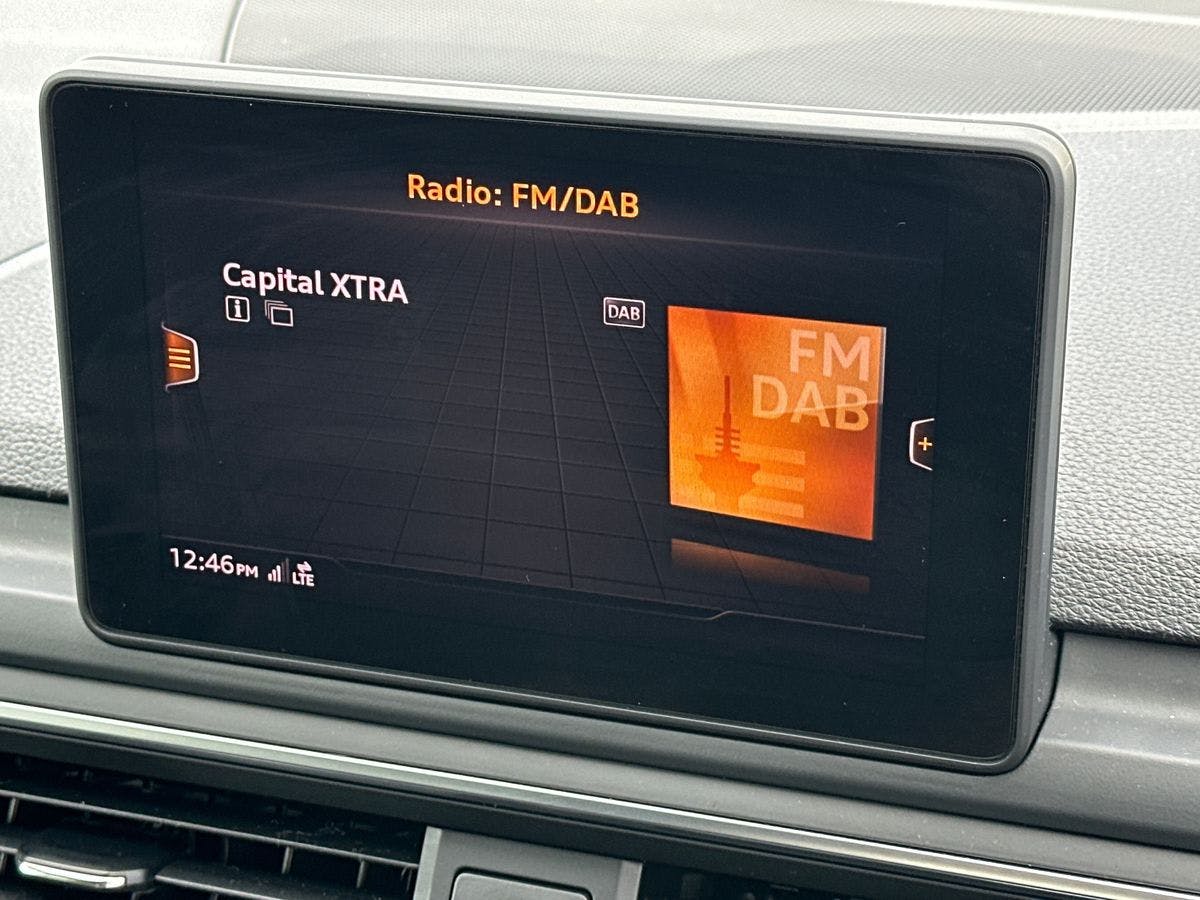 Radio: FM/DAB
Capital XTRA
i
DAB
FM
DAB
+
12:46PM LTE